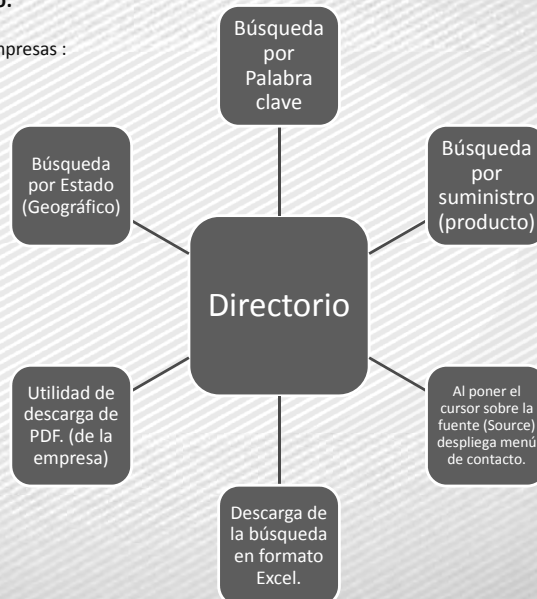 mpresas :
Búsqueda
por
Palabra
clave
Búsqueda
por Estado
(Geográfico)
Búsqueda
por
suministro
(producto)
Directorio
Utilidad de
descarga de
PDF. (de la
empresa)
Al poner el
cursor sobre la
fuente (Source)
despliega menú
de contacto.
Descarga de
la búsqueda
en formato
Excel.